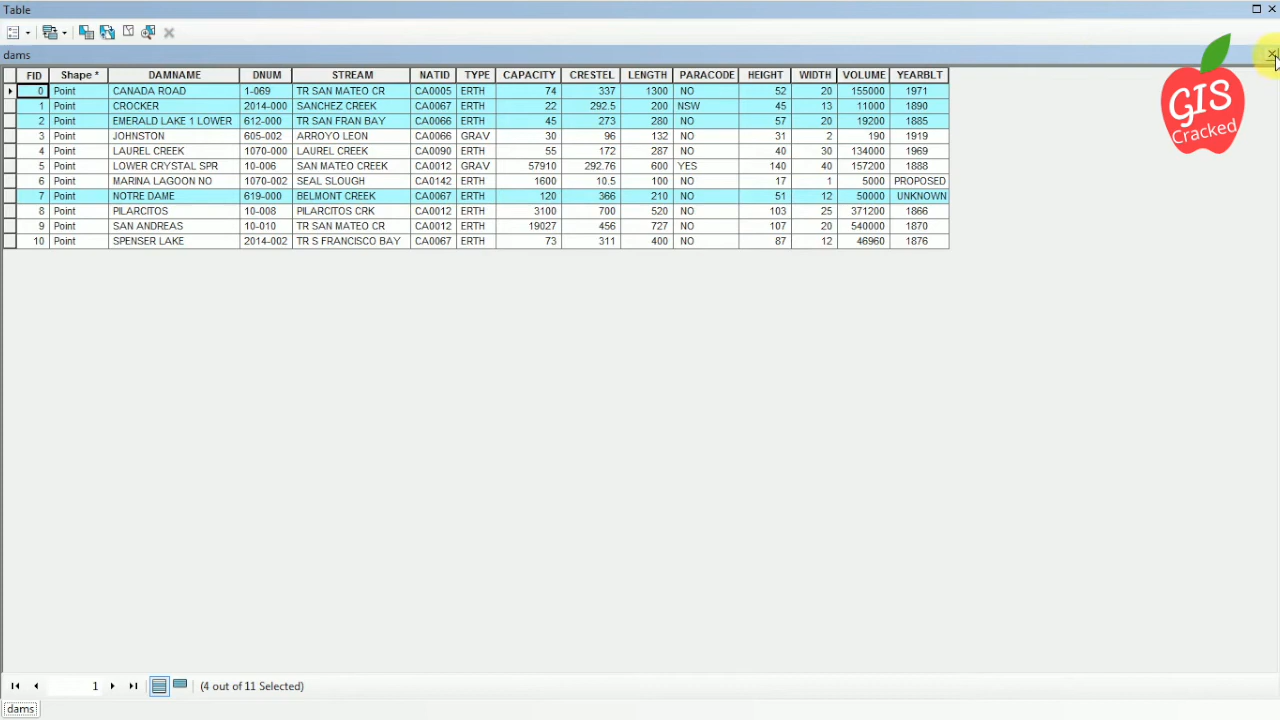 Table
dams
FID Shape * DAMNAME DNUM STREAM NATID TYPE CAPACITY CRESTEL LENGTH PARACODE HEIGHT WIDTH VOLUME YEARBLT
0 Point CANADA ROAD 1-069 TR SAN MATEO CR CA0005 ERTH 74 337 1300 NO 52 20 155000 1971
1 Point CROCKER 2014-000 SANCHEZ CREEK CA0067 ERTH 22 292.5 200 NSW 45 13 11000 1890
2 Point EMERALD LAKE 1 LOWER 612-000 TR SAN FRAN BAY CA0066 ERTH 45 273 280 NO 57 20 19200 1885
3 Point JOHNSTON 605-002 ARROYO LEON CA0066 GRAV 30 96 132 NO 31 2 190 1919
4 Point LAUREL CREEK 1070-000 LAUREL CREEK CA0090 ERTH 55 172 287 NO 40 30 134000 1969
5 Point LOWER CRYSTAL SPR 10-006 SAN MATEO CREEK CA0012 GRAV 57910 292.76 600 YES 140 40 157200 1888
6 Point MARINA LAGOON NO 1070-002 SEAL SLOUGH CA0142 ERTH 1600 10.5 100 NO 17 1 5000 PROPOSED
7 Point NOTRE DAME 619-000 BELMONT CREEK CA0067 ERTH 120 366 210 NO 51 12 50000 UNKNOWN
8 Point PILARCITOS 10-008 PILARCITOS CRK CA0012 ERTH 3100 700 520 NO 103 25 371200 1866
9 Point SAN ANDREAS 10-010 TR SAN MATEO CR CA0012 ERTH 19027 456 727 NO 107 20 540000 1870
10 Point SPENSER LAKE 2014-002 TR S FRANCISCO BAY CA0067 ERTH 73 311 400 NO 87 12 46960 1876
GIS
Cracked
1 (4 out of 11 Selected)
dams